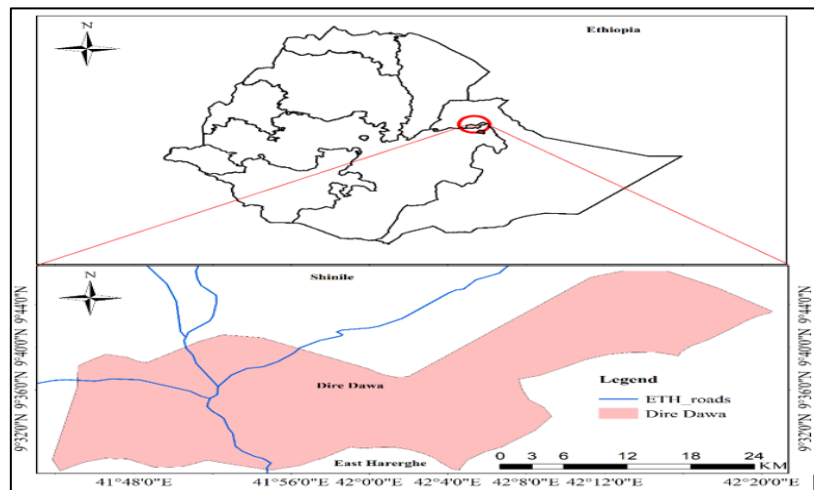 Ethiopia
N
N
Shinile
9°44'0"N
9°40'0"N
9°36'0"N
9°32'0"N
9°44'0"N
9°40'0"N
9°36'0"N
9°32'0"N
Dire Dawa
Legend
ETH_roads
Dire Dawa
East Harerghe
0 3 6 12 18 24
KM
41°48'0"E 41°56'0"E 42°0'0"E 42°4'0"E 42°8'0"E 42°12'0"E 42°20'0"E